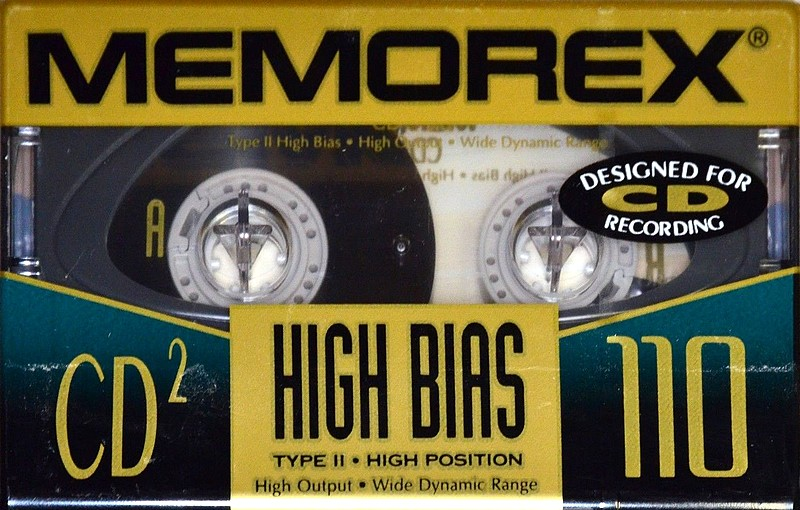 MEMOREX®
Type II High Bias • High Output • Wide Dynamic Range
DESIGNED FOR
CD
RECORDING
A
CD²
HIGH BIAS
110
TYPE II • HIGH POSITION
High Output • Wide Dynamic Range